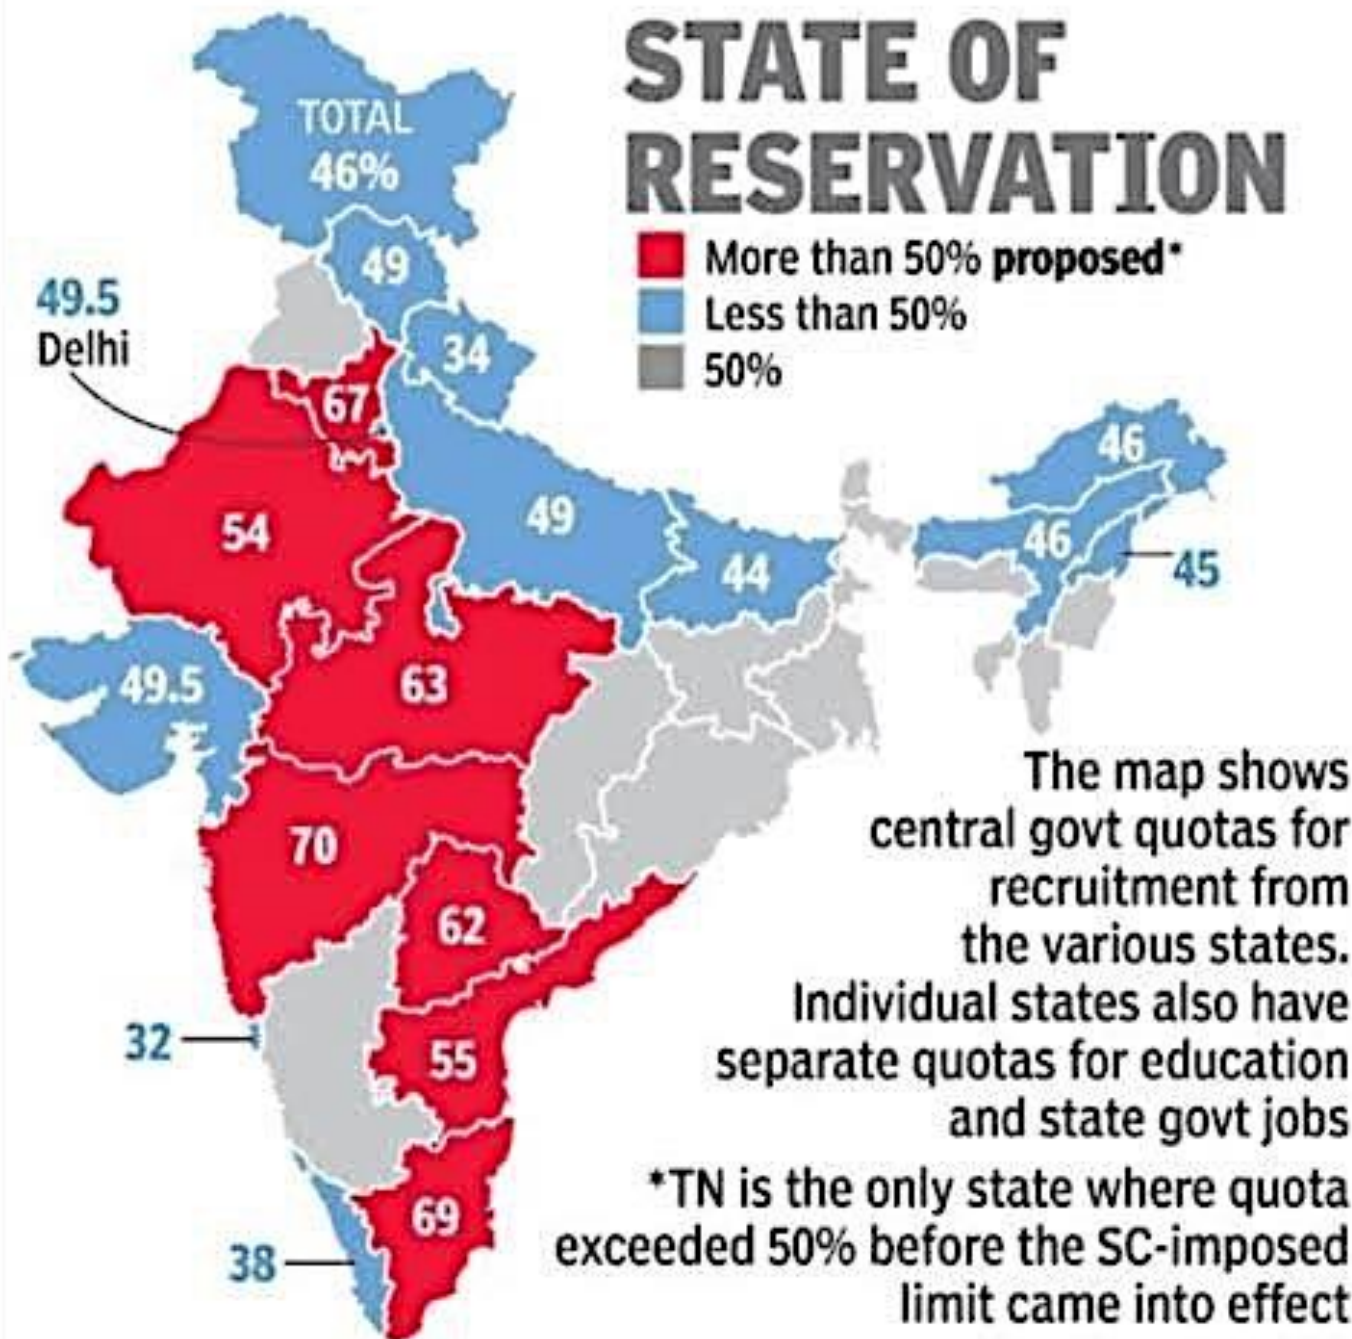 STATE OF
RESERVATION
More than 50% proposed*
Less than 50%
50%
TOTAL
46%
49
49.5
Delhi
34
67
54
49
44
46
46
45
49.5
63
70
62
32
55
69
38
The map shows
central govt quotas for
recruitment from
the various states.
Individual states also have
separate quotas for education
and state govt jobs
*TN is the only state where quota
exceeded 50% before the SC-imposed
limit came into effect